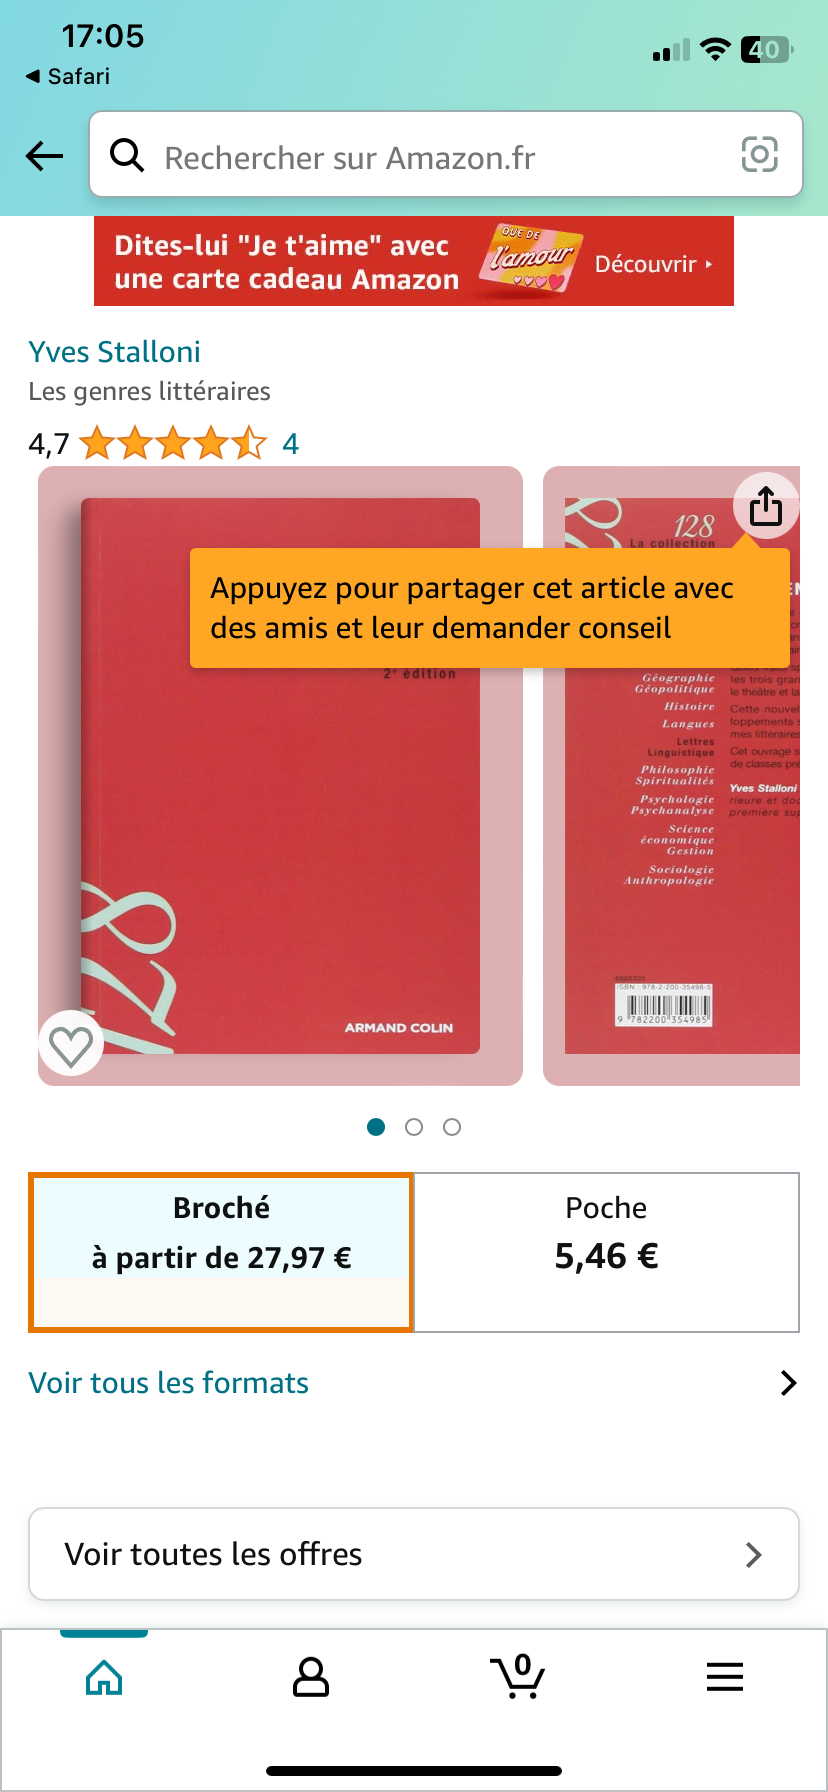 17:05
40
◀ Safari
Rechercher sur Amazon.fr
Dites-lui "Je t'aime" avec
une carte cadeau Amazon
QUE DE
l'amour
Découvrir ▸
Yves Stalloni
Les genres littéraires
4,7
4
128
La collection
Appuyez pour partager cet article avec
des amis et leur demander conseil
2e édition
Géographie
Géopolitique
Histoire
Langues
Lettres
Linguistique
Philosophie
Spiritualités
Psychologie
Psychanalyse
Science
économique
Gestion
Sociologie
Anthropologie
les trois gran
le théâtre et la
Cette nouvel
loppements s
mes littéraires
Cet ouvrage s
de classes pré
Yves Stalloni
rieure et doc
première sup
128
ARMAND COLIN
ISBN : 978-2-200-35498-5
9 782200 354985
Broché
à partir de 27,97 €
Poche
5,46 €
Voir tous les formats
Voir toutes les offres
0